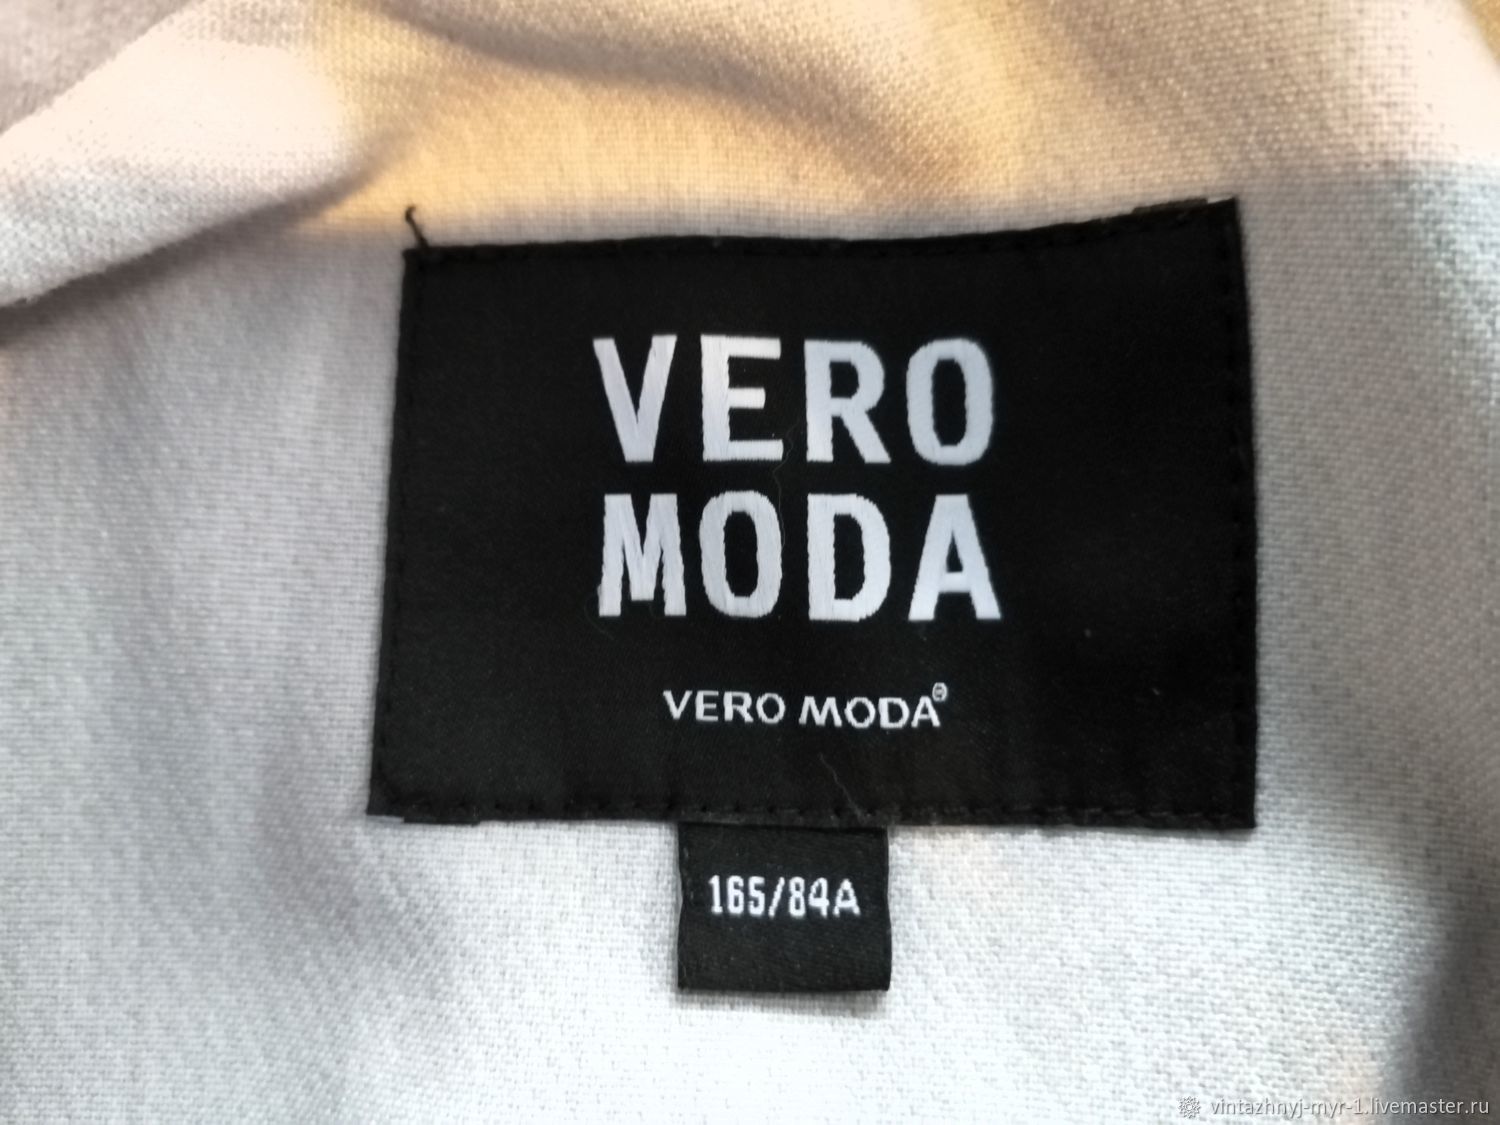 VERO
MODA
VERO MODA®
165/84A
vintazhnyj-myr-1.livemaster.ru